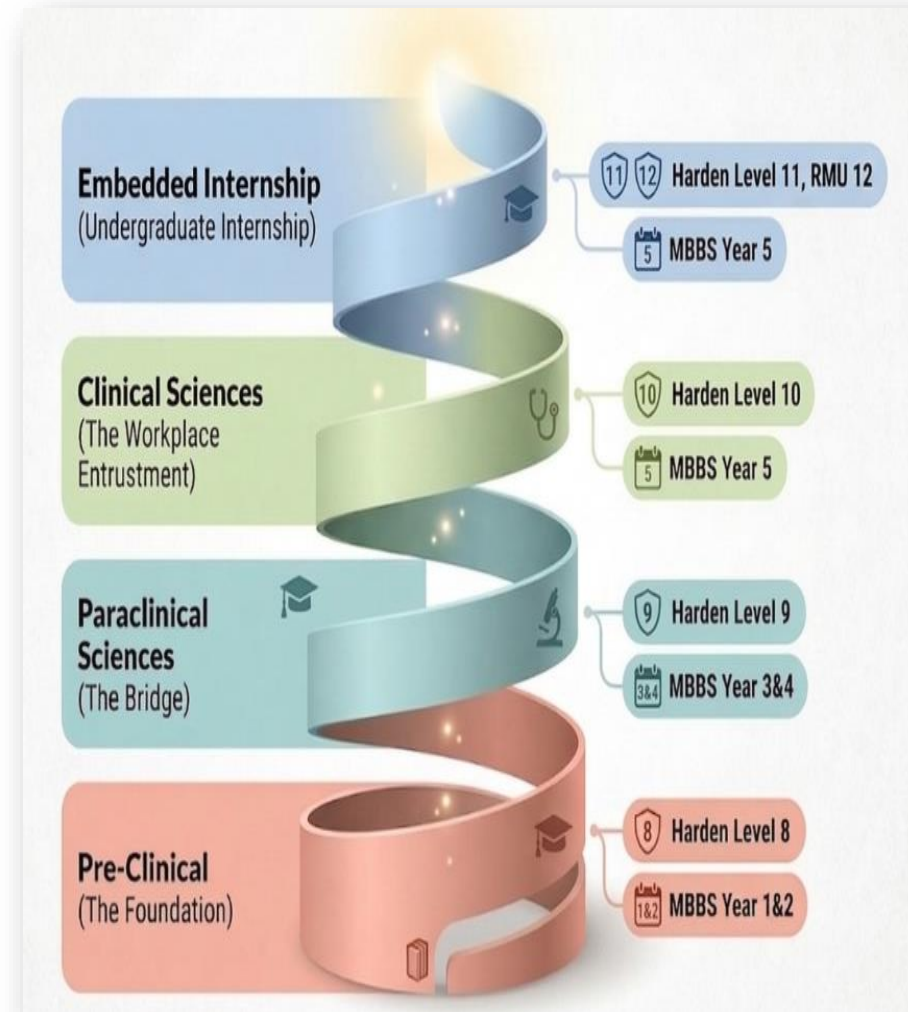 Embedded Internship
(Undergraduate Internship)
11 12 Harden Level 11, RMU 12
5 MBBS Year 5
Clinical Sciences
(The Workplace
Entrustment)
10 Harden Level 10
5 MBBS Year 5
Paraclinical
Sciences
(The Bridge)
9 Harden Level 9
3&4 MBBS Year 3&4
Pre-Clinical
(The Foundation)
8 Harden Level 8
1&2 MBBS Year 1&2